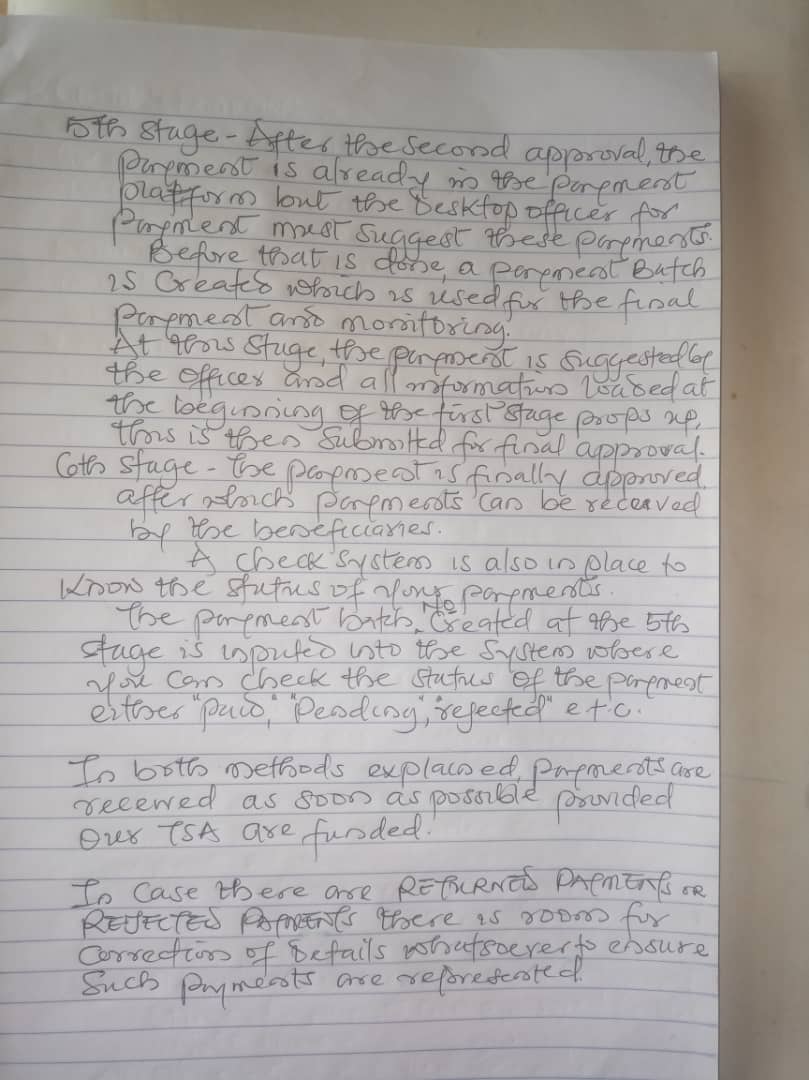 5th Stage - After the second approval, the
payment is already in the payment
platform but the Desktop officer for
payment must suggest these payments.
Before that is done, a payment Batch
is created which is used for the final
payment and monitoring.
At this stage, the payment is suggested by
the officer and all information loaded at
the beginning of the first stage props up,
this is then submitted for final approval.
6th Stage - The payment is finally approved
after which payments can be received
by the beneficiaries.
A check system is also in place to
know the status of your payments.
The payment batch No created at the 5th
stage is inputed into the system where
you can check the status of the payment
either "paid," "Pending", "rejected" e.t.c.
In both methods explained, payments are
received as soon as possible provided
Our TSA are funded.
In case there are RETURNED PAYMENTS OR
REJECTED PAYMENTS there is room for
correction of details whatsoever to ensure
such payments are represented.